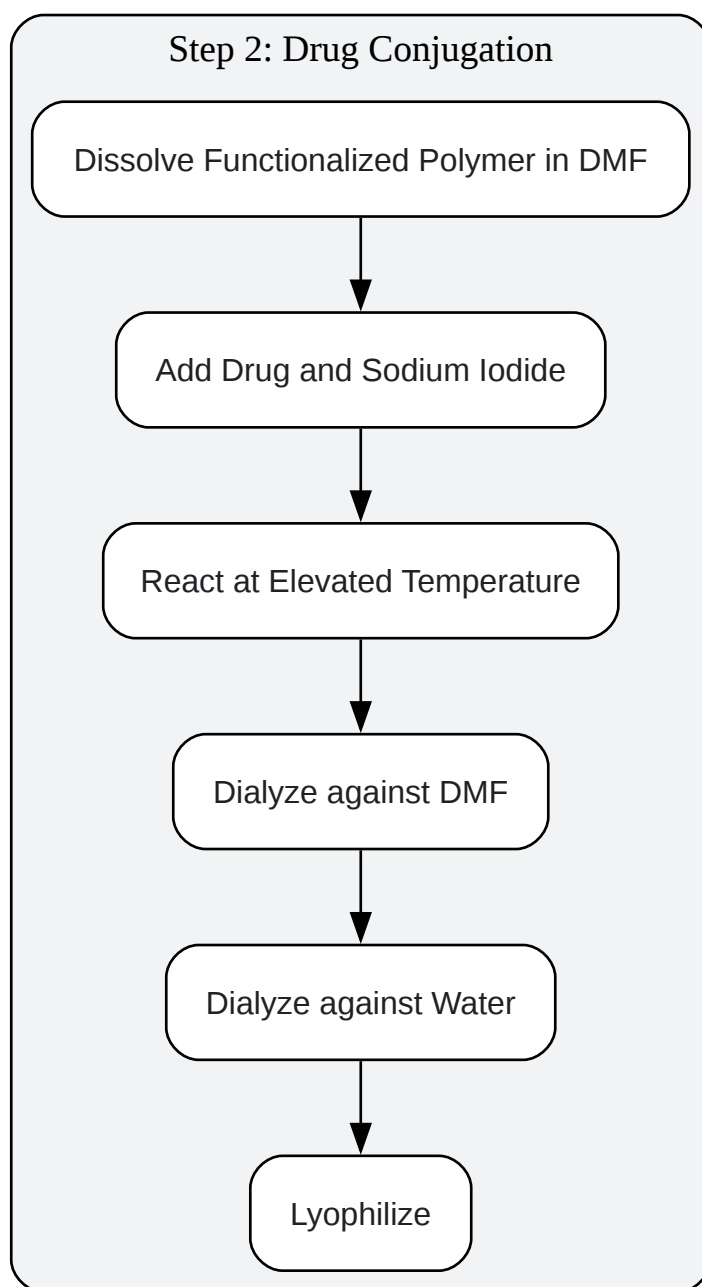 Step 2: Drug Conjugation
Dissolve Functionalized Polymer in DMF
Add Drug and Sodium Iodide
React at Elevated Temperature
Dialyze against DMF
Dialyze against Water
Lyophilize